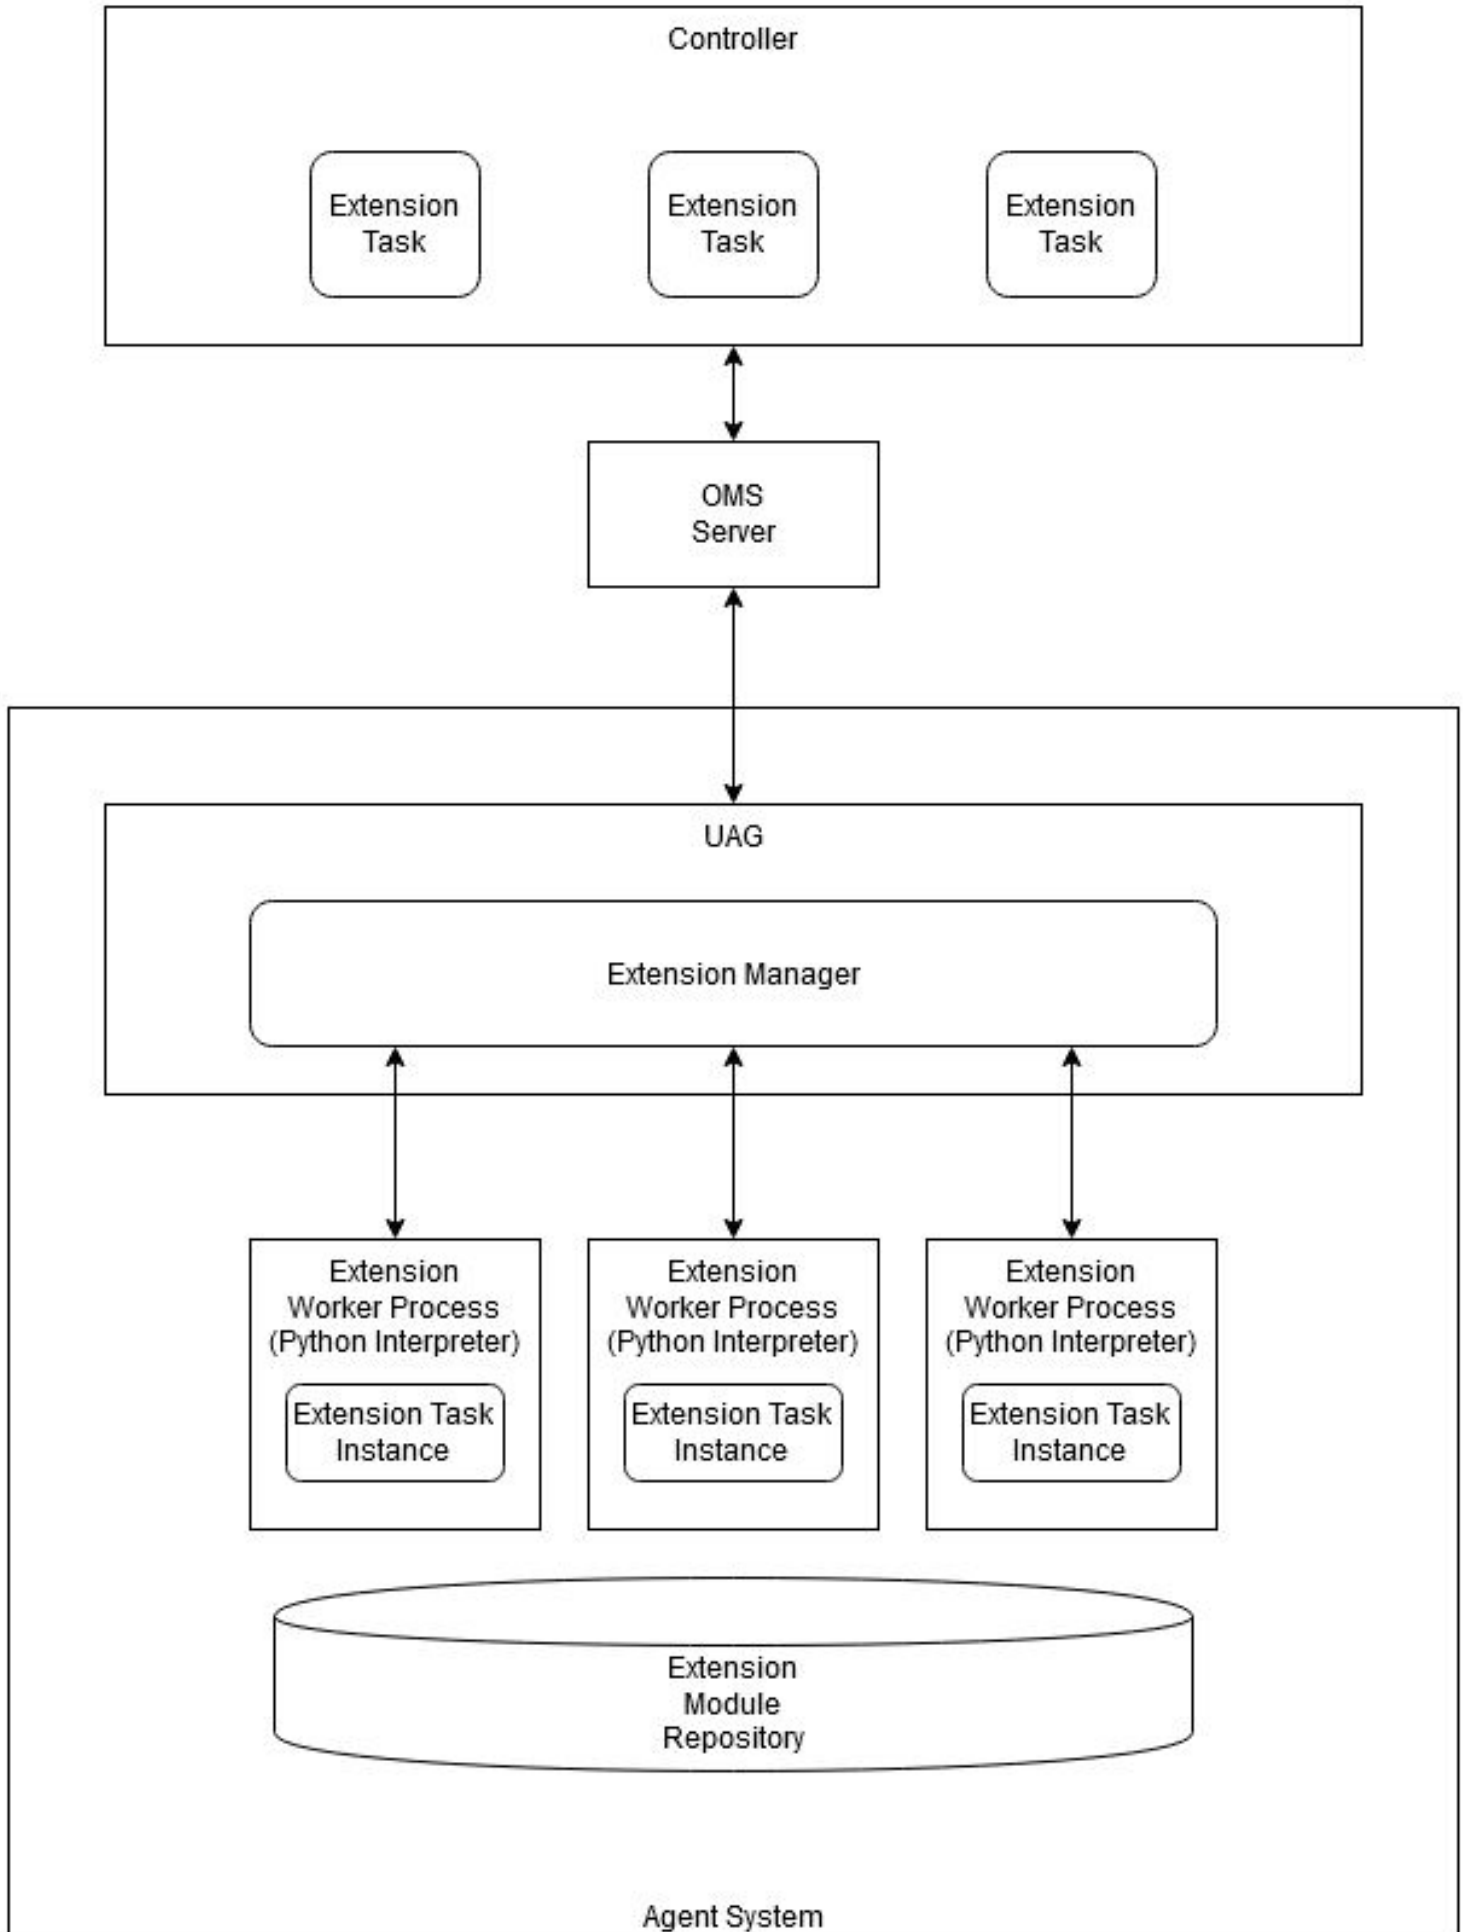 Controller
Extension
Task
Extension
Task
Extension
Task
OMS
Server
UAG
Extension Manager
Extension
Worker Process
(Python Interpreter)
Extension Task
Instance
Extension
Worker Process
(Python Interpreter)
Extension Task
Instance
Extension
Worker Process
(Python Interpreter)
Extension Task
Instance
Extension
Module
Repository
Agent System